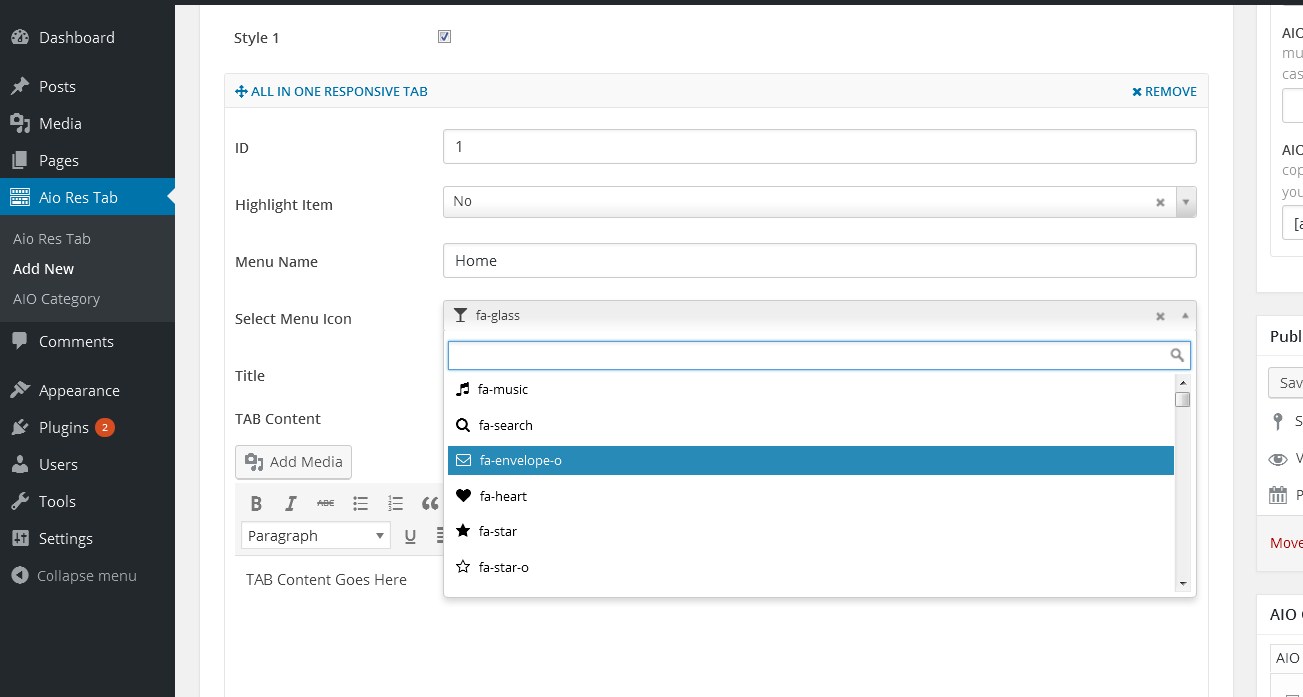 Dashboard
Posts
Media
Pages
Aio Res Tab
Aio Res Tab
Add New
AIO Category
Comments
Appearance
Plugins 2
Users
Tools
Settings
Collapse menu
Style 1
ALL IN ONE RESPONSIVE TAB
REMOVE
ID
1
Highlight Item
No
Menu Name
Home
Select Menu Icon
fa-glass
fa-music
fa-search
fa-envelope-o
fa-heart
fa-star
fa-star-o
Title
TAB Content
Add Media
B I ABC
Paragraph
U
TAB Content Goes Here
AIO
mu
cas
AIO
cop
you
[a
Publ
Sav
S
V
P
Move
AIO
AIO